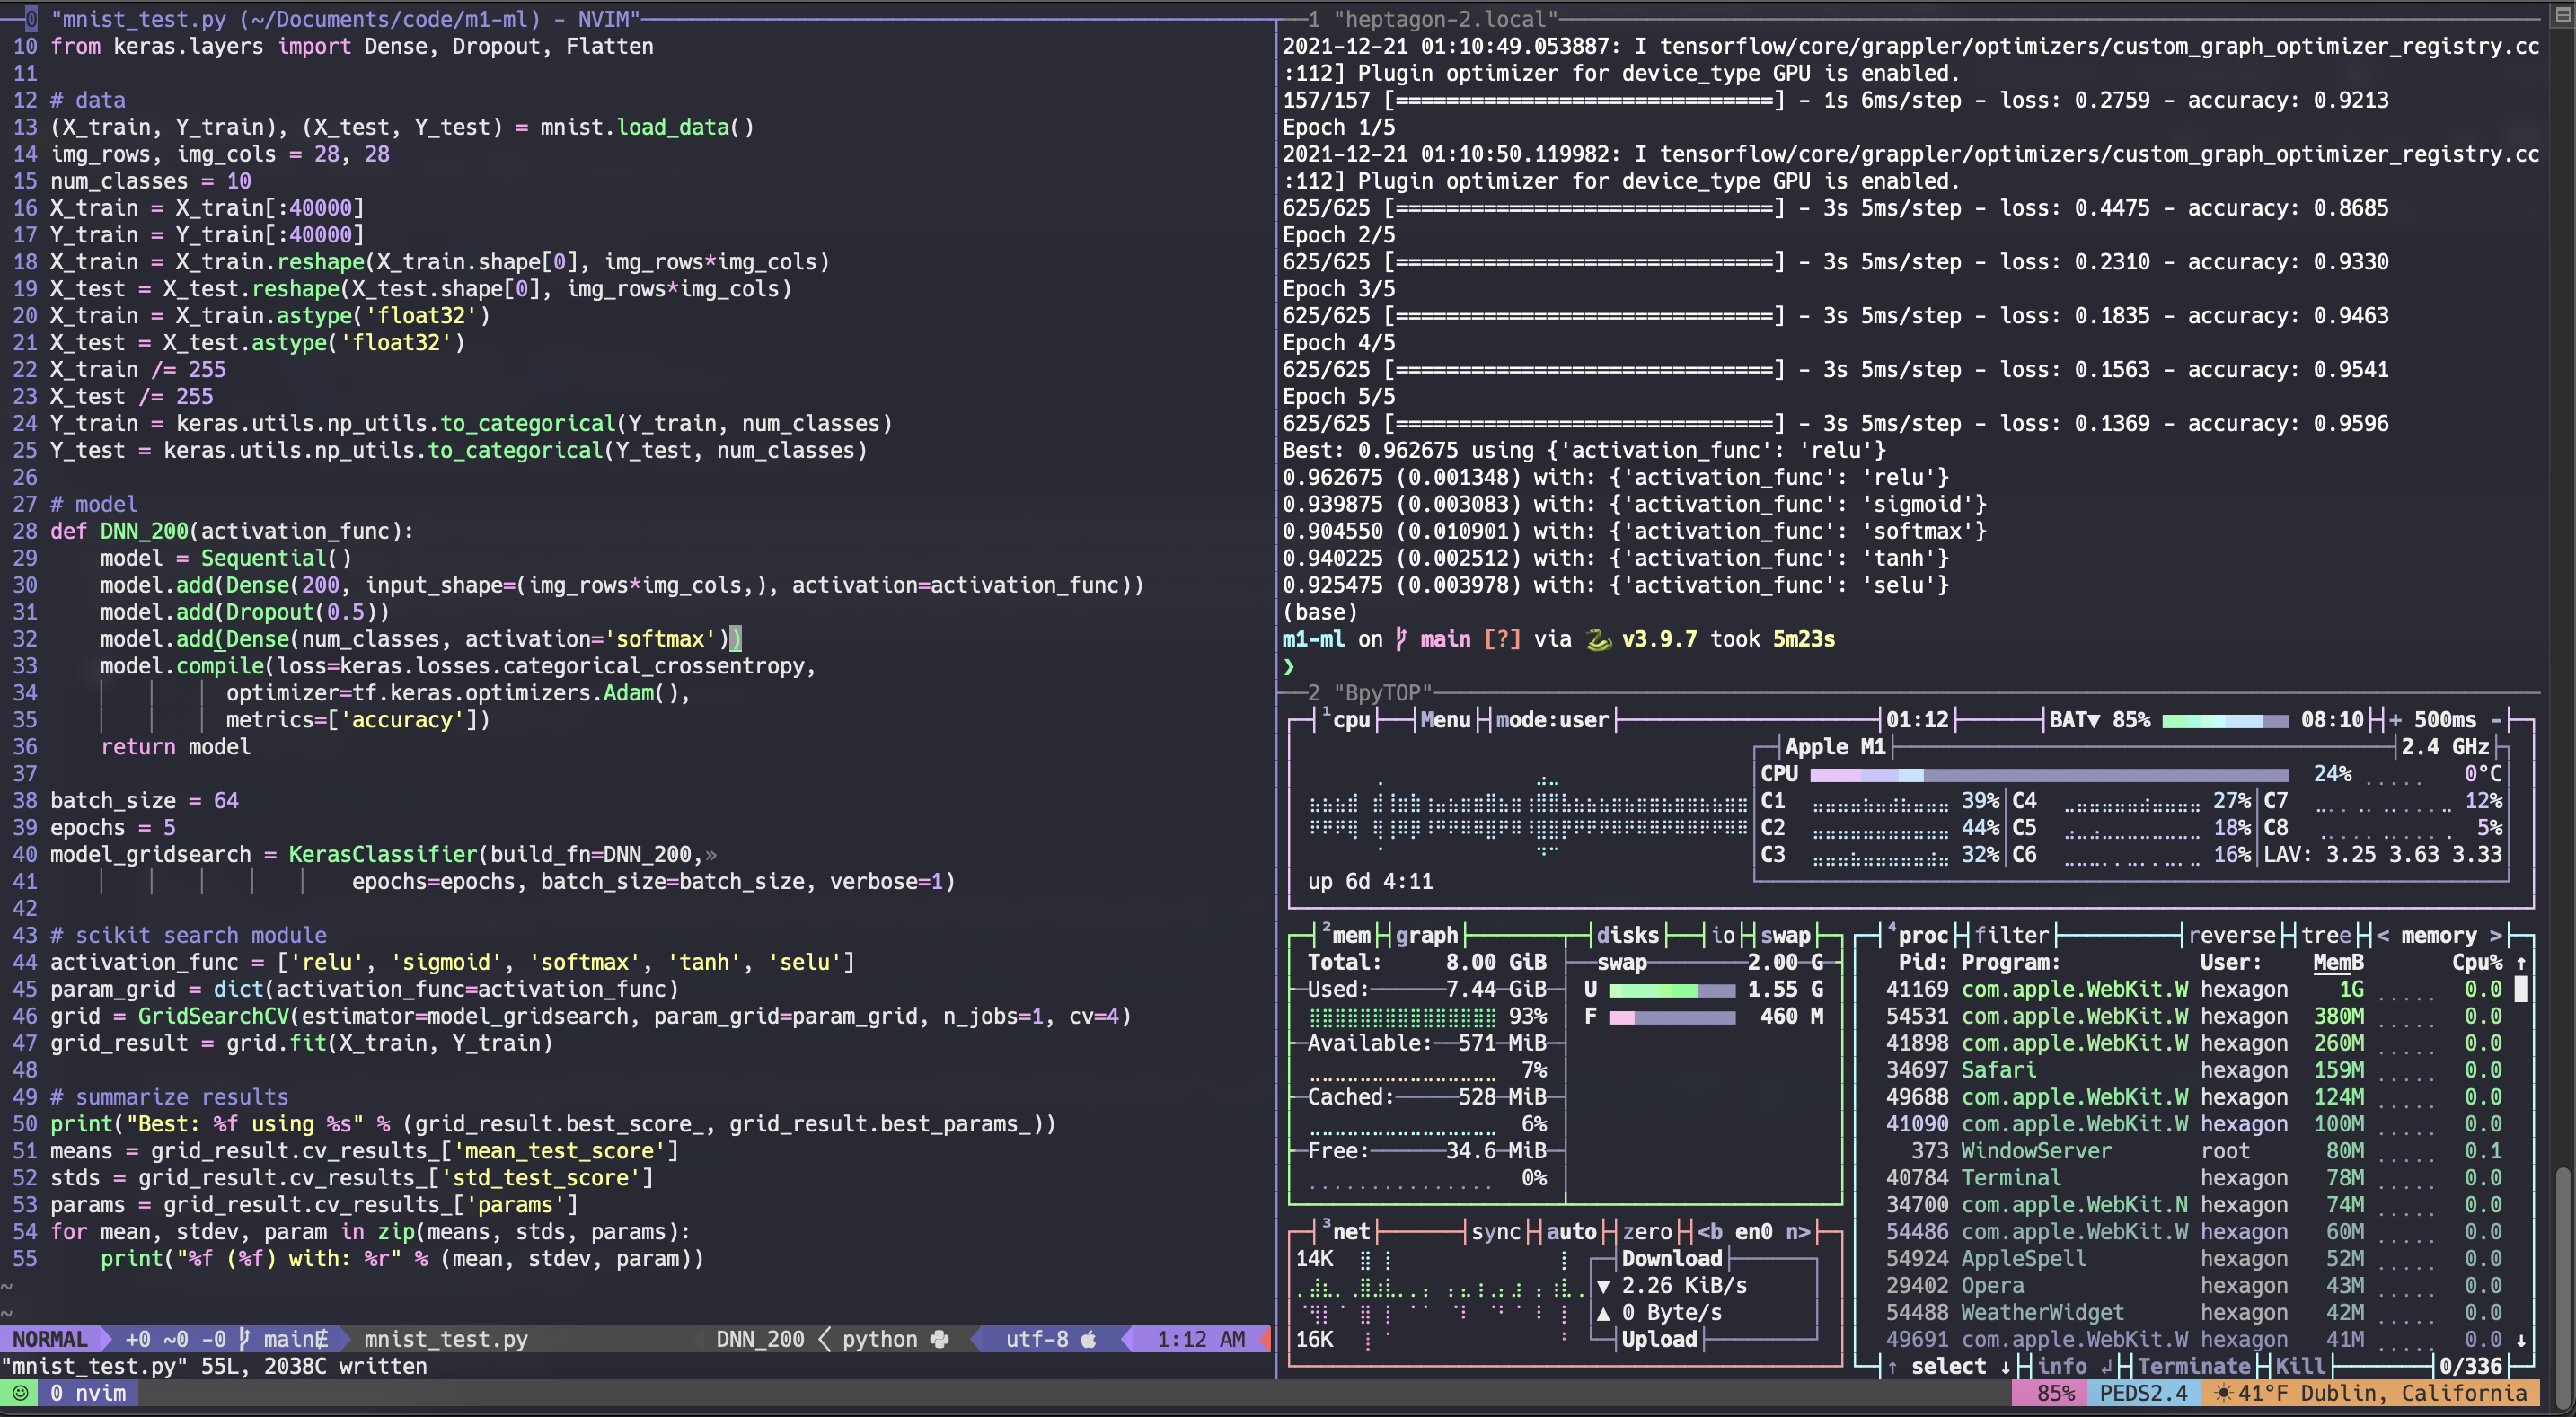 0 "mnist_test.py (~/Documents/code/m1-ml) - NVIM"
10 from keras.layers import Dense, Dropout, Flatten
11
12 # data
13 (X_train, Y_train), (X_test, Y_test) = mnist.load_data()
14 img_rows, img_cols = 28, 28
15 num_classes = 10
16 X_train = X_train[:40000]
17 Y_train = Y_train[:40000]
18 X_train = X_train.reshape(X_train.shape[0], img_rows*img_cols)
19 X_test = X_test.reshape(X_test.shape[0], img_rows*img_cols)
20 X_train = X_train.astype('float32')
21 X_test = X_test.astype('float32')
22 X_train /= 255
23 X_test /= 255
24 Y_train = keras.utils.np_utils.to_categorical(Y_train, num_classes)
25 Y_test = keras.utils.np_utils.to_categorical(Y_test, num_classes)
26
27 # model
28 def DNN_200(activation_func):
29     model = Sequential()
30     model.add(Dense(200, input_shape=(img_rows*img_cols,), activation=activation_func))
31     model.add(Dropout(0.5))
32     model.add(Dense(num_classes, activation='softmax'))
33     model.compile(loss=keras.losses.categorical_crossentropy,
34               optimizer=tf.keras.optimizers.Adam(),
35               metrics=['accuracy'])
36     return model
37
38 batch_size = 64
39 epochs = 5
40 model_gridsearch = KerasClassifier(build_fn=DNN_200,»
41                         epochs=epochs, batch_size=batch_size, verbose=1)
42
43 # scikit search module
44 activation_func = ['relu', 'sigmoid', 'softmax', 'tanh', 'selu']
45 param_grid = dict(activation_func=activation_func)
46 grid = GridSearchCV(estimator=model_gridsearch, param_grid=param_grid, n_jobs=1, cv=4)
47 grid_result = grid.fit(X_train, Y_train)
48
49 # summarize results
50 print("Best: %f using %s" % (grid_result.best_score_, grid_result.best_params_))
51 means = grid_result.cv_results_['mean_test_score']
52 stds = grid_result.cv_results_['std_test_score']
53 params = grid_result.cv_results_['params']
54 for mean, stdev, param in zip(means, stds, params):
55     print("%f (%f) with: %r" % (mean, stdev, param))
~
~
NORMAL +0 ~0 -0 main mnist_test.py DNN_200 < python utf-8 1:12 AM
"mnist_test.py" 55L, 2038C written
0 nvim
1 "heptagon-2.local"
2021-12-21 01:10:49.053887: I tensorflow/core/grappler/optimizers/custom_graph_optimizer_registry.cc
:112] Plugin optimizer for device_type GPU is enabled.
157/157 [==============================] - 1s 6ms/step - loss: 0.2759 - accuracy: 0.9213
Epoch 1/5
2021-12-21 01:10:50.119982: I tensorflow/core/grappler/optimizers/custom_graph_optimizer_registry.cc
:112] Plugin optimizer for device_type GPU is enabled.
625/625 [==============================] - 3s 5ms/step - loss: 0.4475 - accuracy: 0.8685
Epoch 2/5
625/625 [==============================] - 3s 5ms/step - loss: 0.2310 - accuracy: 0.9330
Epoch 3/5
625/625 [==============================] - 3s 5ms/step - loss: 0.1835 - accuracy: 0.9463
Epoch 4/5
625/625 [==============================] - 3s 5ms/step - loss: 0.1563 - accuracy: 0.9541
Epoch 5/5
625/625 [==============================] - 3s 5ms/step - loss: 0.1369 - accuracy: 0.9596
Best: 0.962675 using {'activation_func': 'relu'}
0.962675 (0.001348) with: {'activation_func': 'relu'}
0.939875 (0.003083) with: {'activation_func': 'sigmoid'}
0.904550 (0.010901) with: {'activation_func': 'softmax'}
0.940225 (0.002512) with: {'activation_func': 'tanh'}
0.925475 (0.003978) with: {'activation_func': 'selu'}
(base)
m1-ml on main [?] via 🐍 v3.9.7 took 5m23s
❯
2 "BpyTOP"
1cpu Menu mode:user 01:12 BAT▼ 85% 08:10 + 500ms -
Apple M1 2.4 GHz
CPU 24% 0°C
C1 39% C4 27% C7 12%
C2 44% C5 18% C8 5%
C3 32% C6 16% LAV: 3.25 3.63 3.33
up 6d 4:11
2mem graph disks io swap
Total: 8.00 GiB swap 2.00 G
Used: 7.44 GiB U 1.55 G
93% F 460 M
Available: 571 MiB
7%
Cached: 528 MiB
6%
Free: 34.6 MiB
0%
3net sync auto zero <b en0 n>
14K Download
▼ 2.26 KiB/s
▲ 0 Byte/s
16K Upload
4proc filter reverse tree < memory >
Pid: Program: User: MemB Cpu% ↑
41169 com.apple.WebKit.W hexagon 1G 0.0
54531 com.apple.WebKit.W hexagon 380M 0.0
41898 com.apple.WebKit.W hexagon 260M 0.0
34697 Safari hexagon 159M 0.0
49688 com.apple.WebKit.W hexagon 124M 0.0
41090 com.apple.WebKit.W hexagon 100M 0.0
373 WindowServer root 80M 0.1
40784 Terminal hexagon 78M 0.0
34700 com.apple.WebKit.N hexagon 74M 0.0
54486 com.apple.WebKit.W hexagon 60M 0.0
54924 AppleSpell hexagon 52M 0.0
29402 Opera hexagon 43M 0.0
54488 WeatherWidget hexagon 42M 0.0
49691 com.apple.WebKit.W hexagon 41M 0.0 ↓
↑ select ↓ info ↲ Terminate Kill 0/336
85% PEDS2.4 ☀41°F Dublin, California